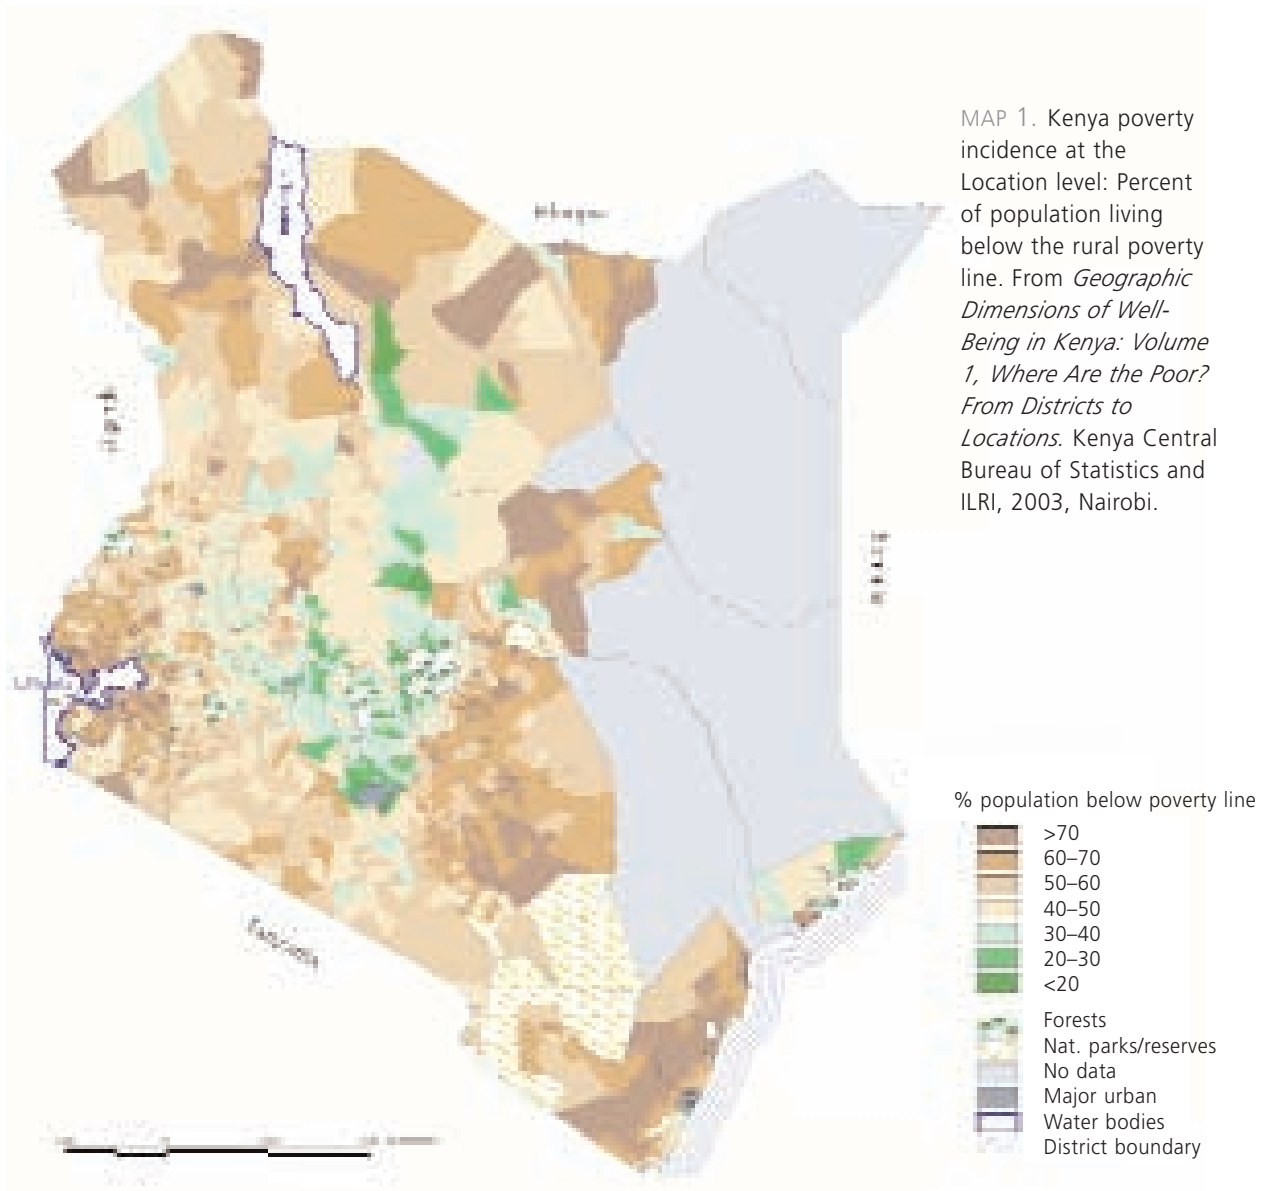 MAP 1. Kenya poverty
incidence at the
Location level: Percent
of population living
below the rural poverty
line. From Geographic
Dimensions of Well-
Being in Kenya: Volume
1, Where Are the Poor?
From Districts to
Locations. Kenya Central
Bureau of Statistics and
ILRI, 2003, Nairobi.
% population below poverty line
>70
60–70
50–60
40–50
30–40
20–30
<20
Forests
Nat. parks/reserves
No data
Major urban
Water bodies
District boundary